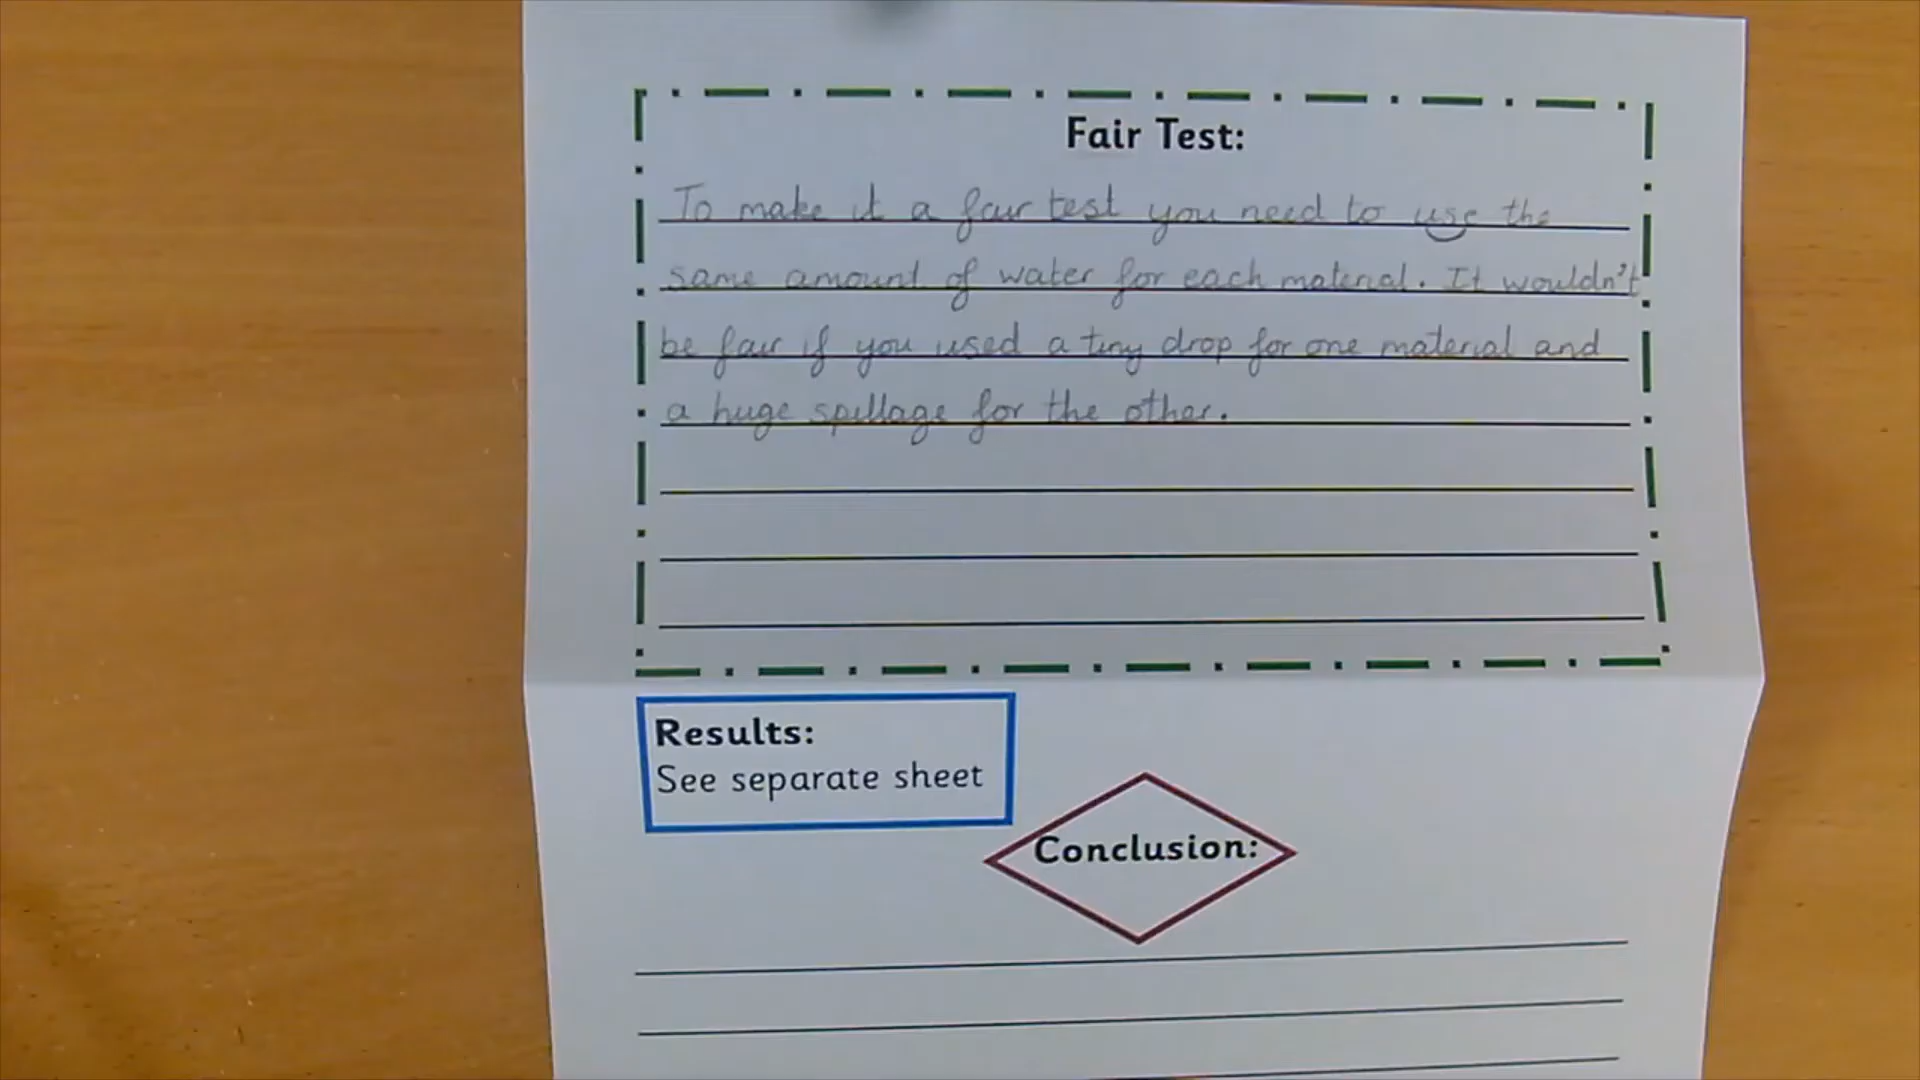 Fair Test:
To make it a fair test you need to use the
same amount of water for each material. It wouldn't
be fair if you used a tiny drop for one material and
a huge spillage for the other.
Results:
See separate sheet
Conclusion: